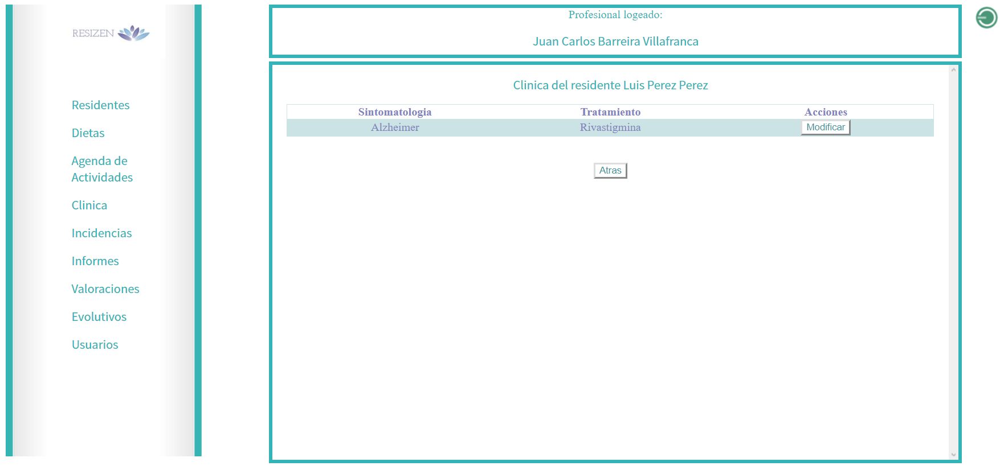 RESIZEN
Residentes
Dietas
Agenda de
Actividades
Clinica
Incidencias
Informes
Valoraciones
Evolutivos
Usuarios
Profesional logeado:
Juan Carlos Barreira Villafranca
Clinica del residente Luis Perez Perez
Sintomatologia Tratamiento Acciones
Alzheimer Rivastigmina Modificar
Atras